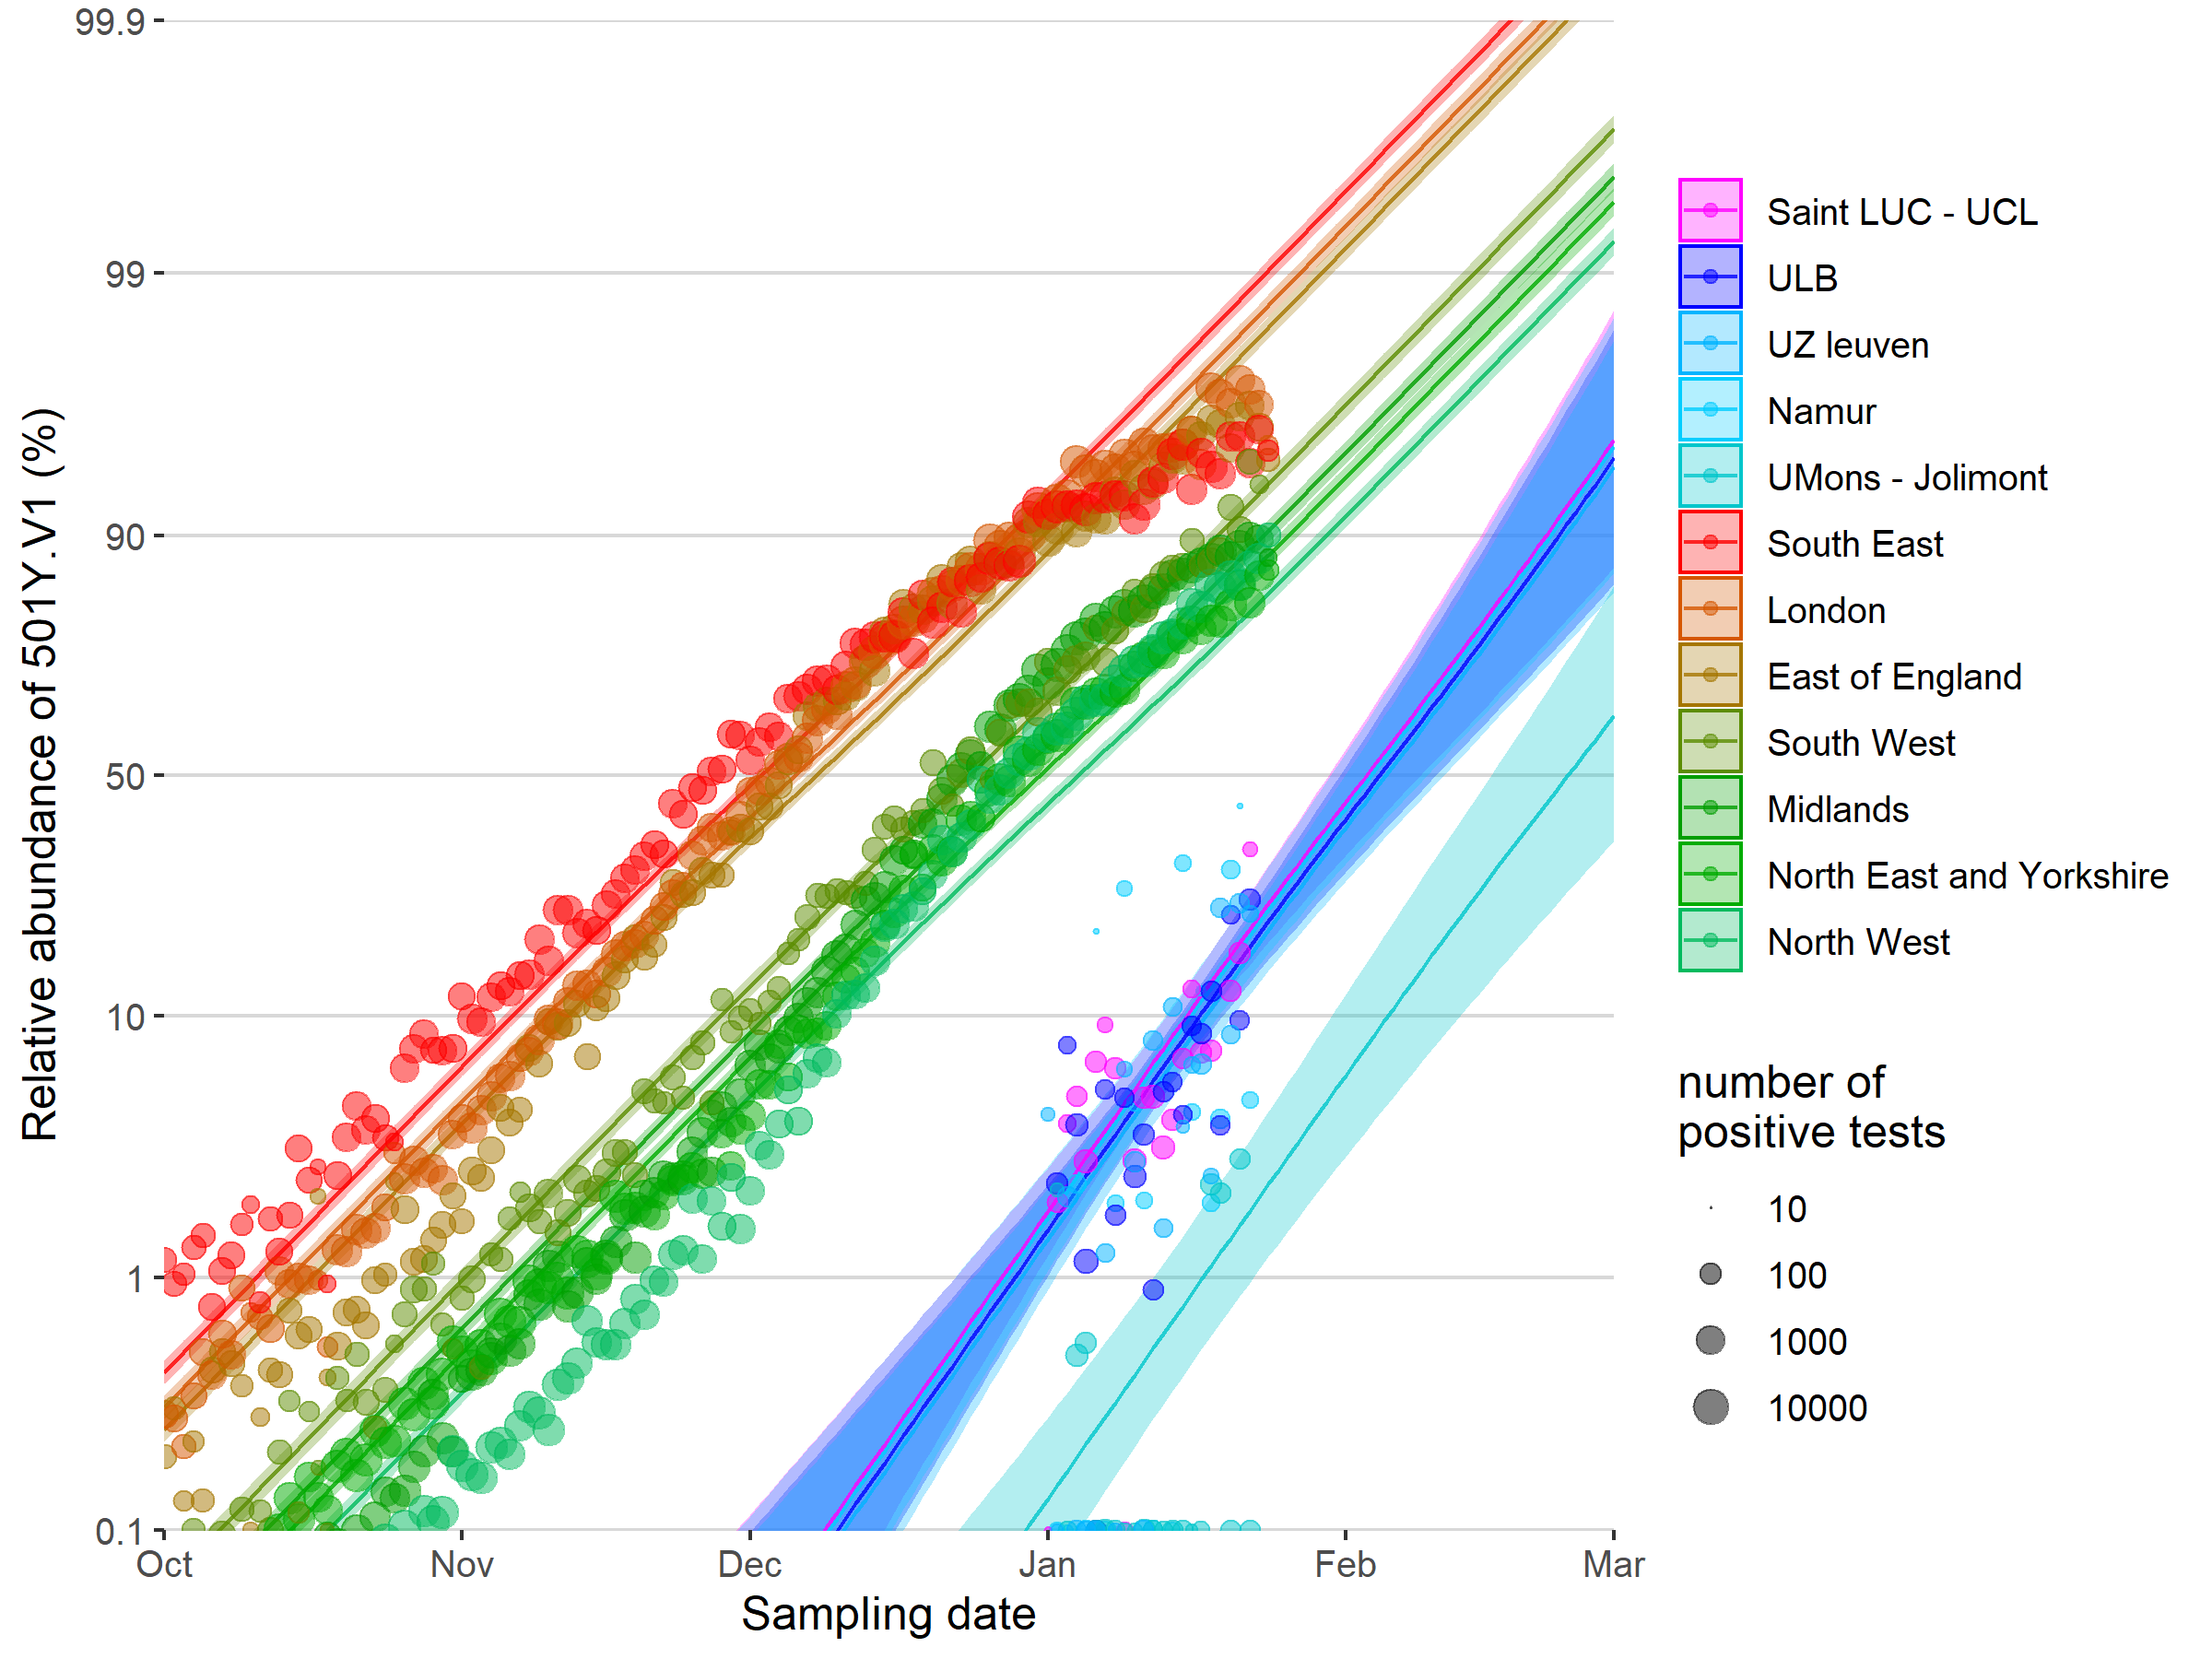 99.9
99
90
50
10
1
0.1
Relative abundance of 501Y.V1 (%)
Oct
Nov
Dec
Jan
Feb
Mar
Sampling date
Saint LUC - UCL
ULB
UZ leuven
Namur
UMons - Jolimont
South East
London
East of England
South West
Midlands
North East and Yorkshire
North West
number of
positive tests
10
100
1000
10000